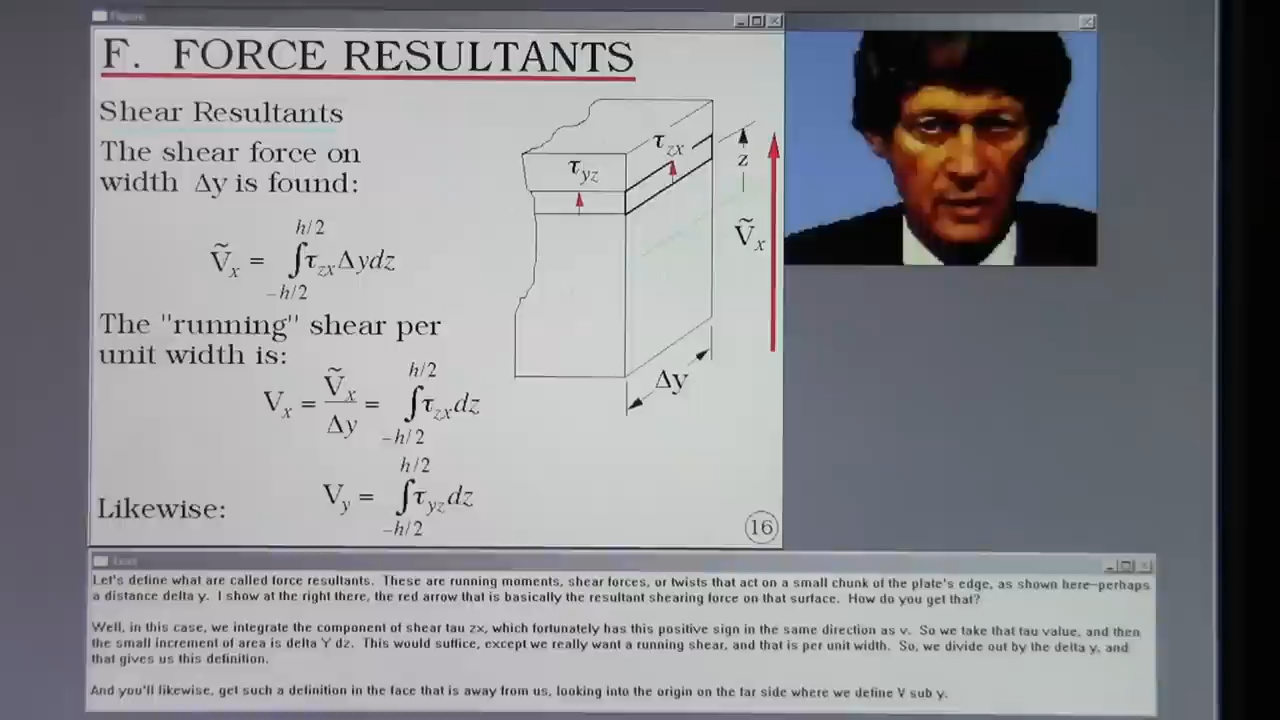 Figure
F. FORCE RESULTANTS
Shear Resultants
The shear force on
width Δy is found:
Ṽx = ∫τzxΔydz
h/2
-h/2
The "running" shear per
unit width is:
Vx = Ṽx/Δy = ∫τzxdz
h/2
-h/2
Likewise: Vy = ∫τyzdz
h/2
-h/2
τyz
τzx
z
Ṽx
Δy
16
Text
Let's define what are called force resultants. These are running moments, shear forces, or twists that act on a small chunk of the plate's edge, as shown here--perhaps
a distance delta y. I show at the right there, the red arrow that is basically the resultant shearing force on that surface. How do you get that?
Well, in this case, we integrate the component of shear tau zx, which fortunately has this positive sign in the same direction as v. So we take that tau value, and then
the small increment of area is delta Y dz. This would suffice, except we really want a running shear, and that is per unit width. So, we divide out by the delta y, and
that gives us this definition.
And you'll likewise, get such a definition in the face that is away from us, looking into the origin on the far side where we define V sub y.